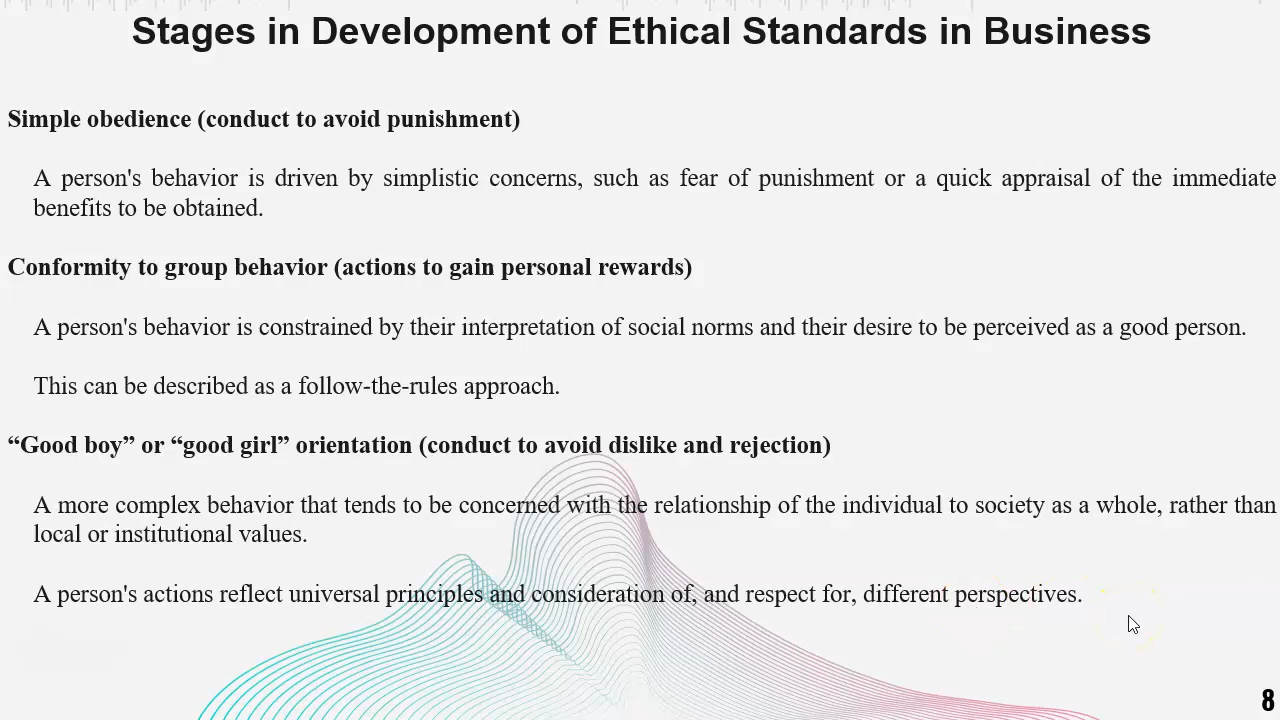 Stages in Development of Ethical Standards in Business
Simple obedience (conduct to avoid punishment)
A person's behavior is driven by simplistic concerns, such as fear of punishment or a quick appraisal of the immediate
benefits to be obtained.
Conformity to group behavior (actions to gain personal rewards)
A person's behavior is constrained by their interpretation of social norms and their desire to be perceived as a good person.
This can be described as a follow-the-rules approach.
“Good boy” or “good girl” orientation (conduct to avoid dislike and rejection)
A more complex behavior that tends to be concerned with the relationship of the individual to society as a whole, rather than
local or institutional values.
A person's actions reflect universal principles and consideration of, and respect for, different perspectives.
8